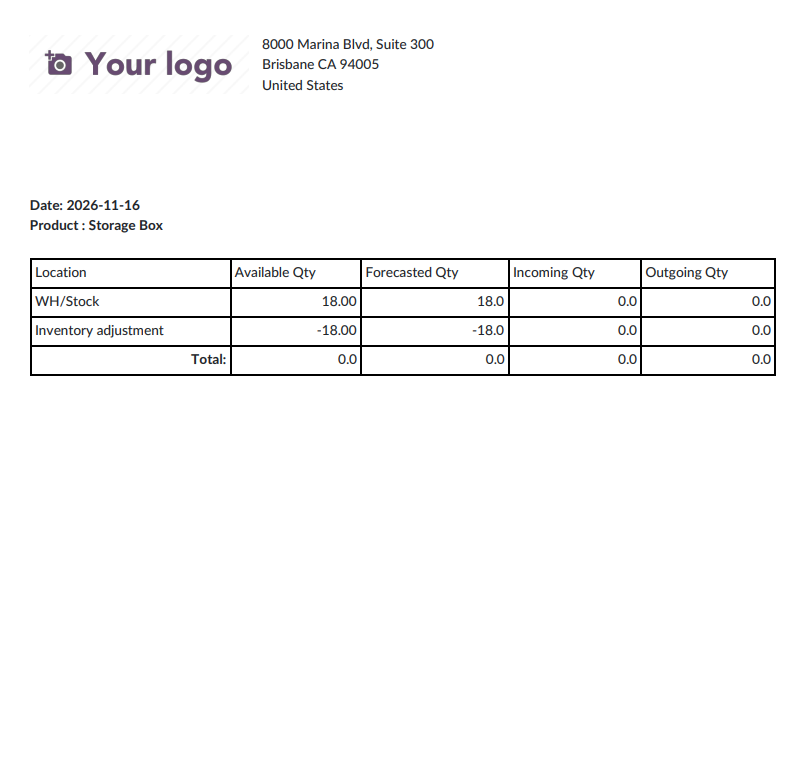 Your logo
8000 Marina Blvd, Suite 300
Brisbane CA 94005
United States
Date: 2026-11-16
Product : Storage Box
Location Available Qty Forecasted Qty Incoming Qty Outgoing Qty
WH/Stock 18.00 18.0 0.0 0.0
Inventory adjustment -18.00 -18.0 0.0 0.0
Total: 0.0 0.0 0.0 0.0